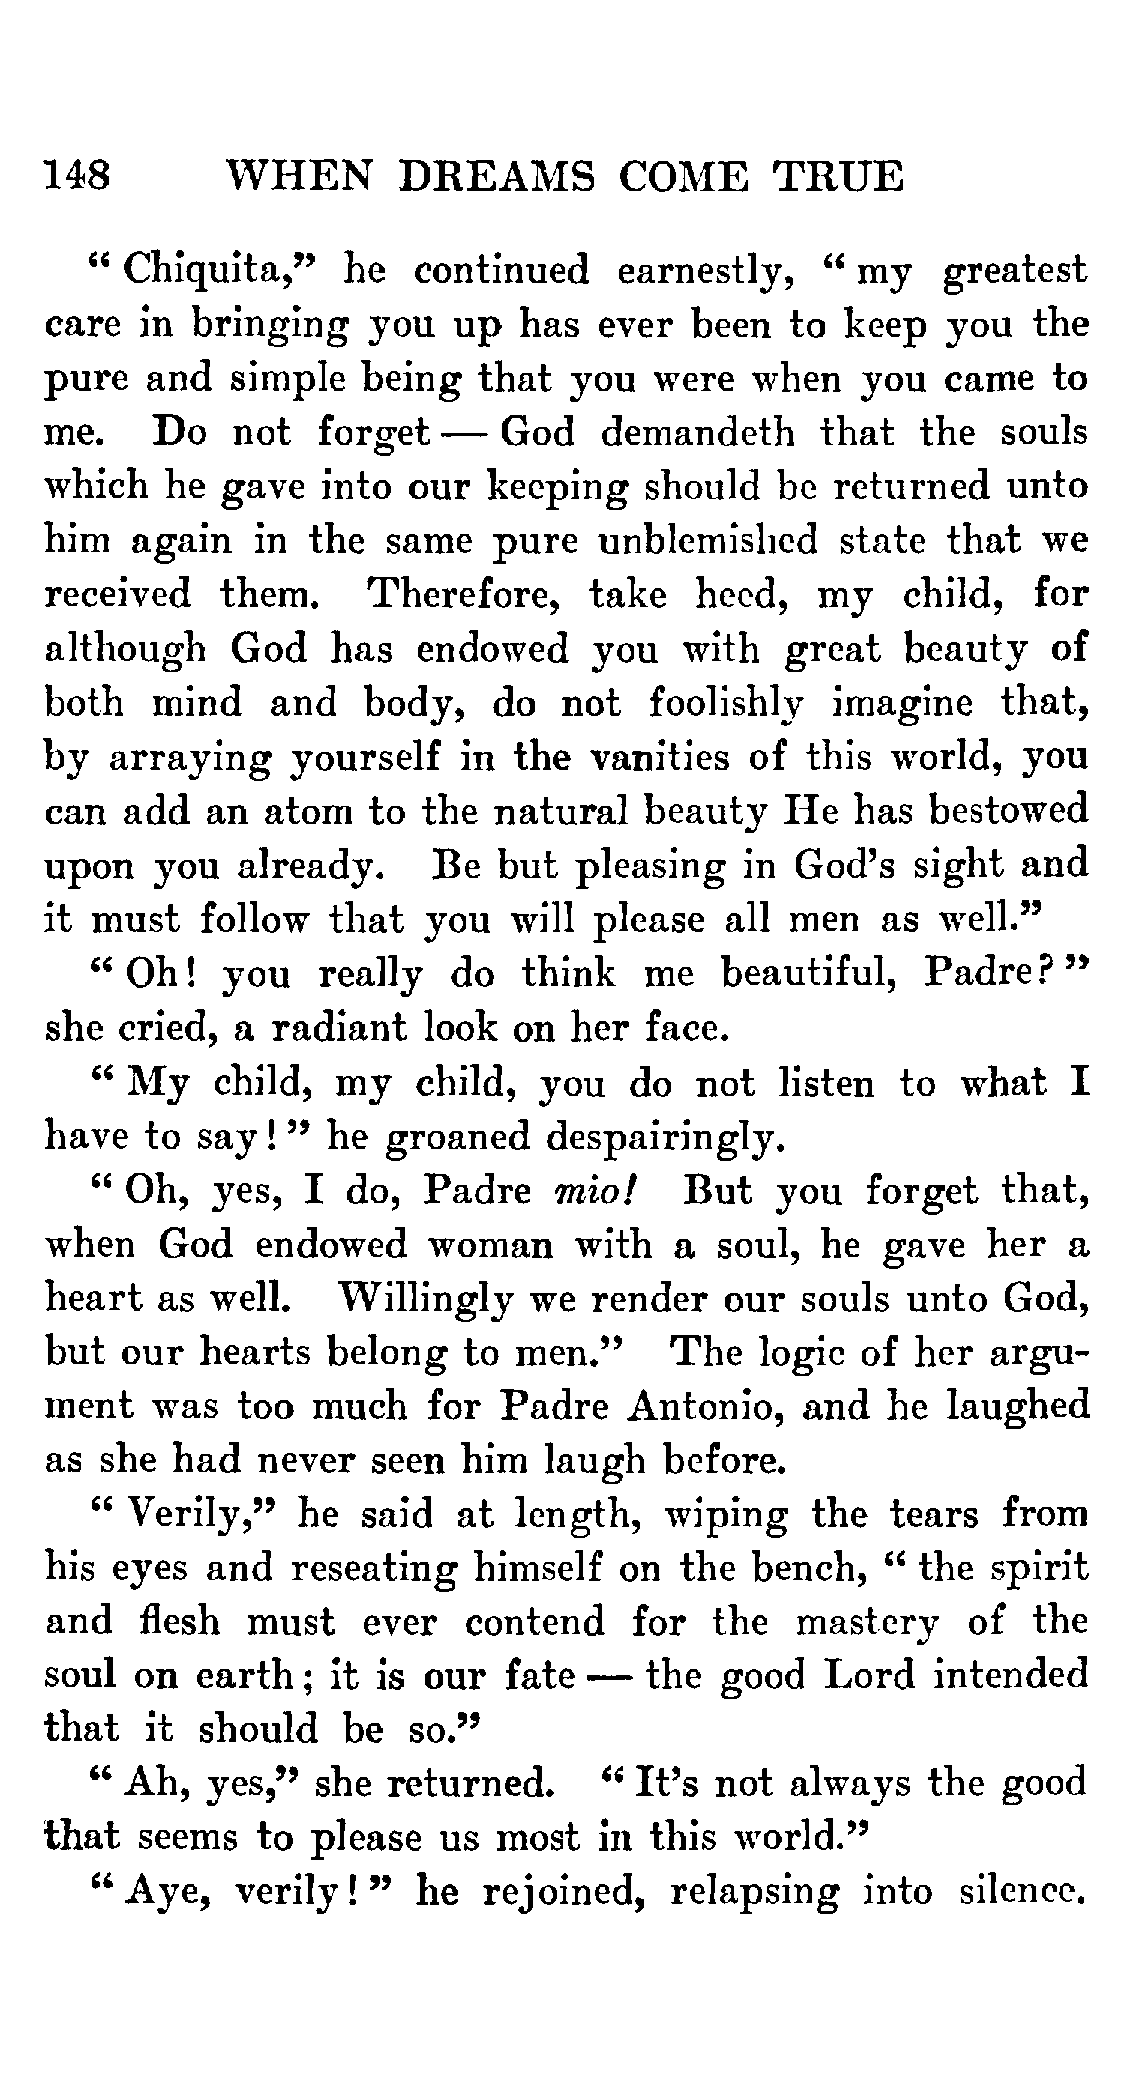 148 WHEN DREAMS COME TRUE
“ Chiquita,” he continued earnestly, “ my greatest
care in bringing you up has ever been to keep you the
pure and simple being that you were when you came to
me. Do not forget — God demandeth that the souls
which he gave into our keeping should be returned unto
him again in the same pure unblemished state that we
received them. Therefore, take heed, my child, for
although God has endowed you with great beauty of
both mind and body, do not foolishly imagine that,
by arraying yourself in the vanities of this world, you
can add an atom to the natural beauty He has bestowed
upon you already. Be but pleasing in God’s sight and
it must follow that you will please all men as well.”
“ Oh! you really do think me beautiful, Padre? ”
she cried, a radiant look on her face.
“ My child, my child, you do not listen to what I
have to say! ” he groaned despairingly.
“ Oh, yes, I do, Padre mio! But you forget that,
when God endowed woman with a soul, he gave her a
heart as well. Willingly we render our souls unto God,
but our hearts belong to men.” The logic of her argu-
ment was too much for Padre Antonio, and he laughed
as she had never seen him laugh before.
“ Verily,” he said at length, wiping the tears from
his eyes and reseating himself on the bench, “ the spirit
and flesh must ever contend for the mastery of the
soul on earth; it is our fate — the good Lord intended
that it should be so.”
“ Ah, yes,” she returned. “ It’s not always the good
that seems to please us most in this world.”
“ Aye, verily! ” he rejoined, relapsing into silence.